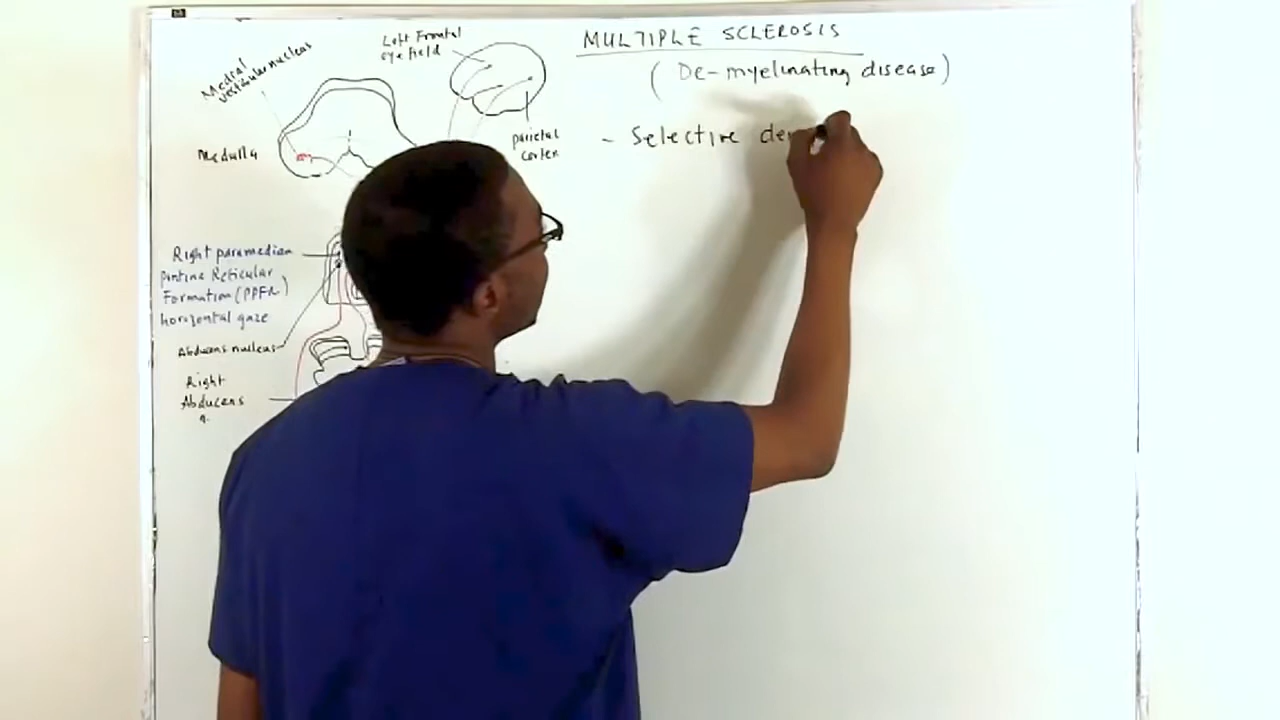 Medial
vestibular nucleus
Left Frontal
eye field
Medulla
parietal
cortex
Right paramedian
pontine Reticular
Formation (PPFR)
horizontal gaze
Abducens nucleus
Right
Abducens
n.
MULTIPLE SCLEROSIS
(De-myelinating disease)
- Selective de